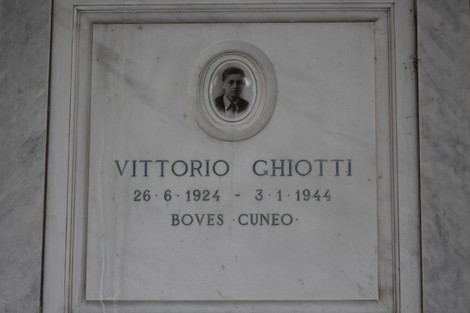 VITTORIO GHIOTTI
26·6·1924 - 3·1·1944
BOVES·CUNEO·